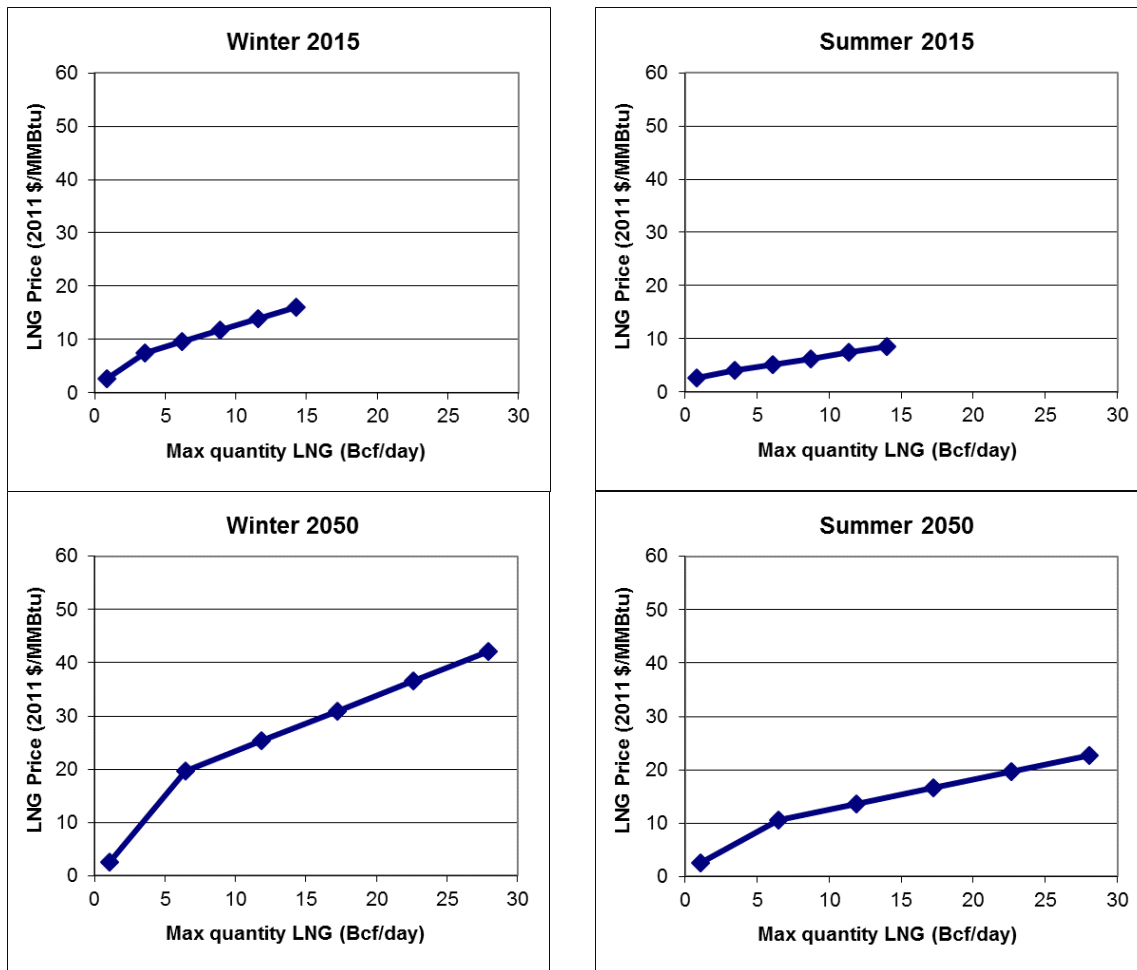 Winter 2015
LNG Price (2011 $/MMBtu)
60
50
40
30
20
10
0
0 5 10 15 20 25 30
Max quantity LNG (Bcf/day)
Summer 2015
LNG Price (2011 $/MMBtu)
60
50
40
30
20
10
0
0 5 10 15 20 25 30
Max quantity LNG (Bcf/day)
Winter 2050
LNG Price (2011 $/MMBtu)
60
50
40
30
20
10
0
0 5 10 15 20 25 30
Max quantity LNG (Bcf/day)
Summer 2050
LNG Price (2011 $/MMBtu)
60
50
40
30
20
10
0
0 5 10 15 20 25 30
Max quantity LNG (Bcf/day)